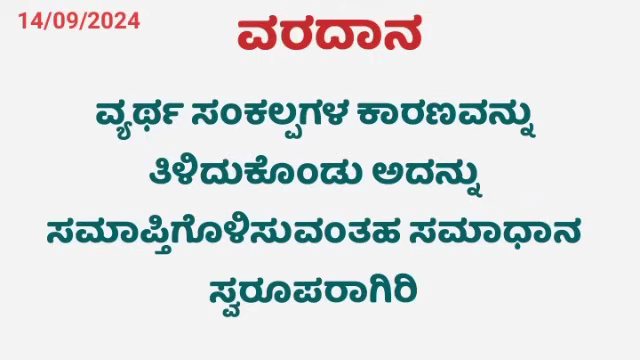 14/09/2024
ವರದಾನ
ವ್ಯರ್ಥ ಸಂಕಲ್ಪಗಳ ಕಾರಣವನ್ನು
ತಿಳಿದುಕೊಂಡು ಅದನ್ನು
ಸಮಾಪ್ತಿಗೊಳಿಸುವಂತಹ ಸಮಾಧಾನ
ಸ್ವರೂಪರಾಗಿರಿ